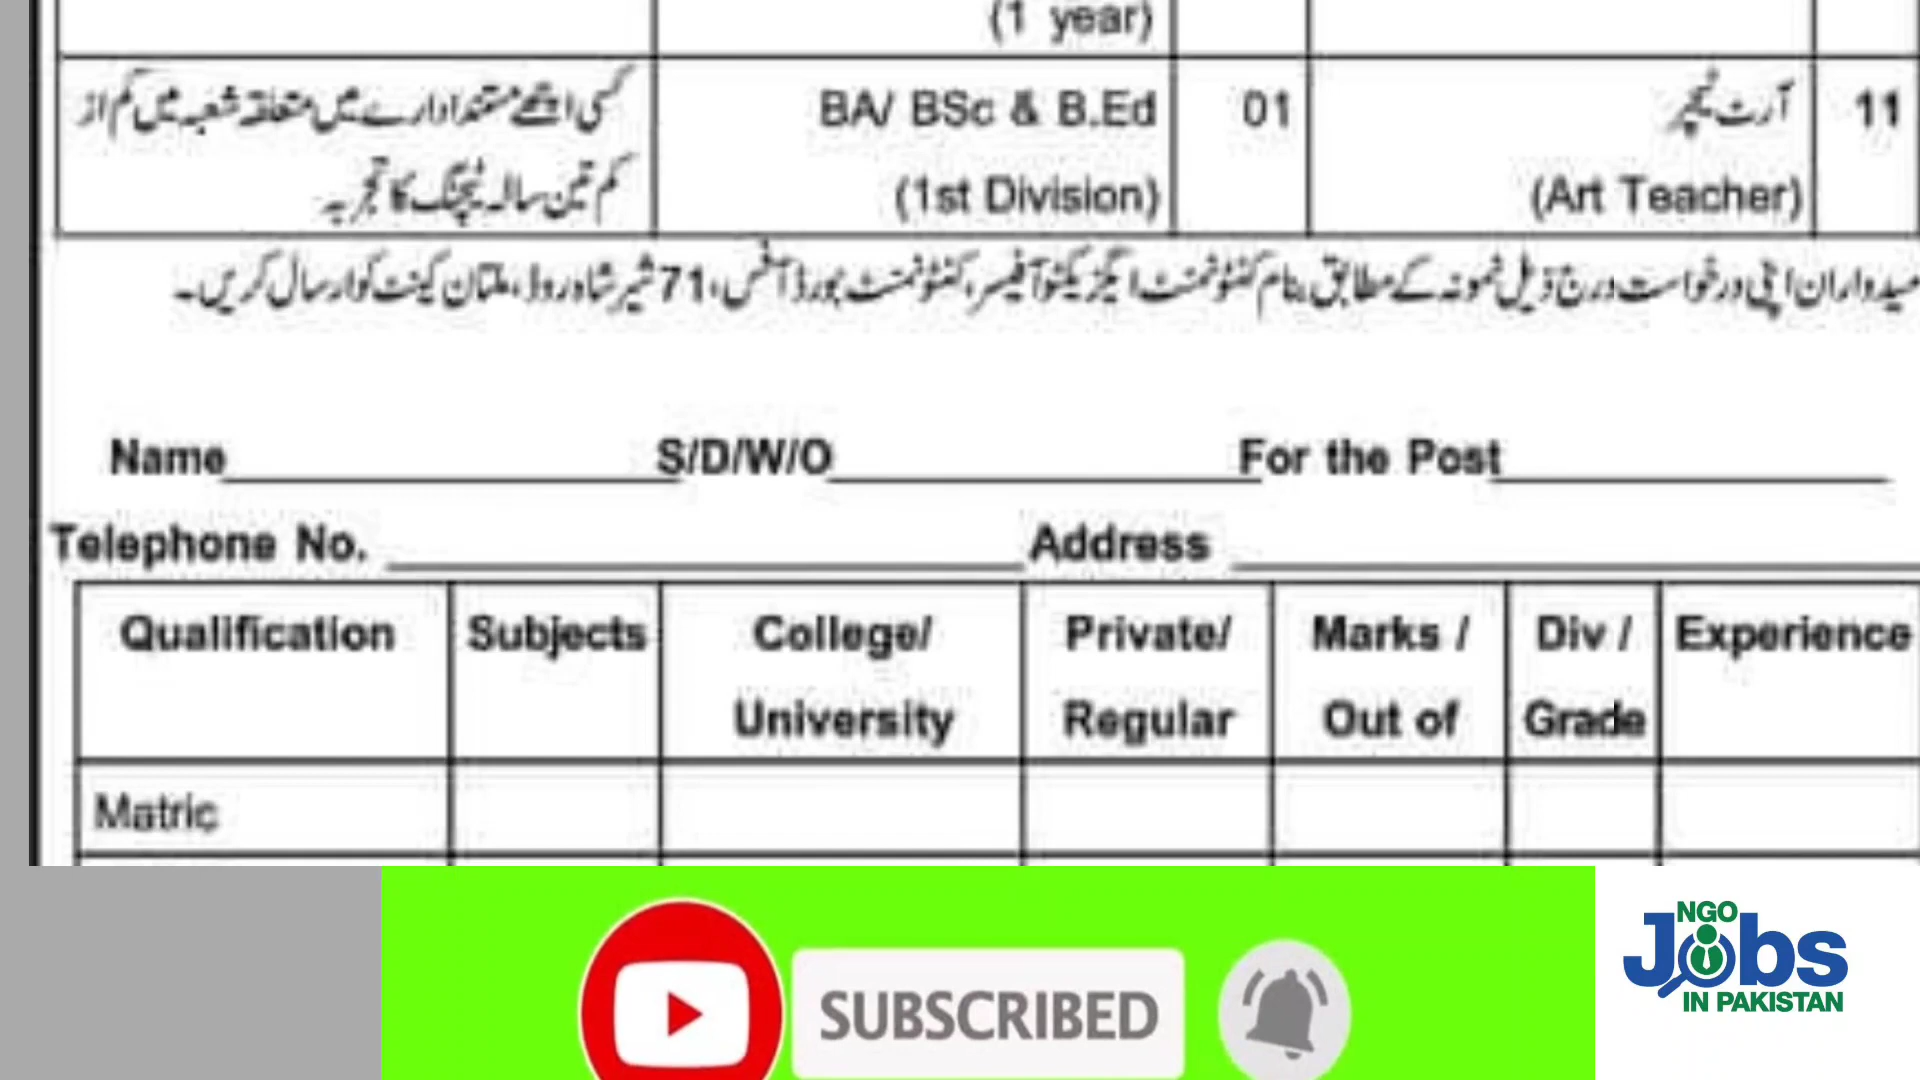 (1 year)
11 آرٹ ٹیچر 01 BA/ BSc & B.Ed کسی اچھے مستند ادارے میں متعلقہ شعبہ میں کم از
(Art Teacher) (1st Division) کم تین سالہ ٹیچنگ کا تجربہ
میدواران اپنی درخواست درج ذیل نمونہ کے مطابق بنام کنٹونمنٹ ایگزیکٹو آفیسر، کنٹونمنٹ بورڈ آفس، 71 شیر شاہ روڈ، ملتان کینٹ کو ارسال کریں۔
Name S/D/W/O For the Post
Telephone No. Address
Qualification Subjects College/ Private/ Marks / Div / Experience
University Regular Out of Grade
Matric
SUBSCRIBED
NGO
Jobs
IN PAKISTAN